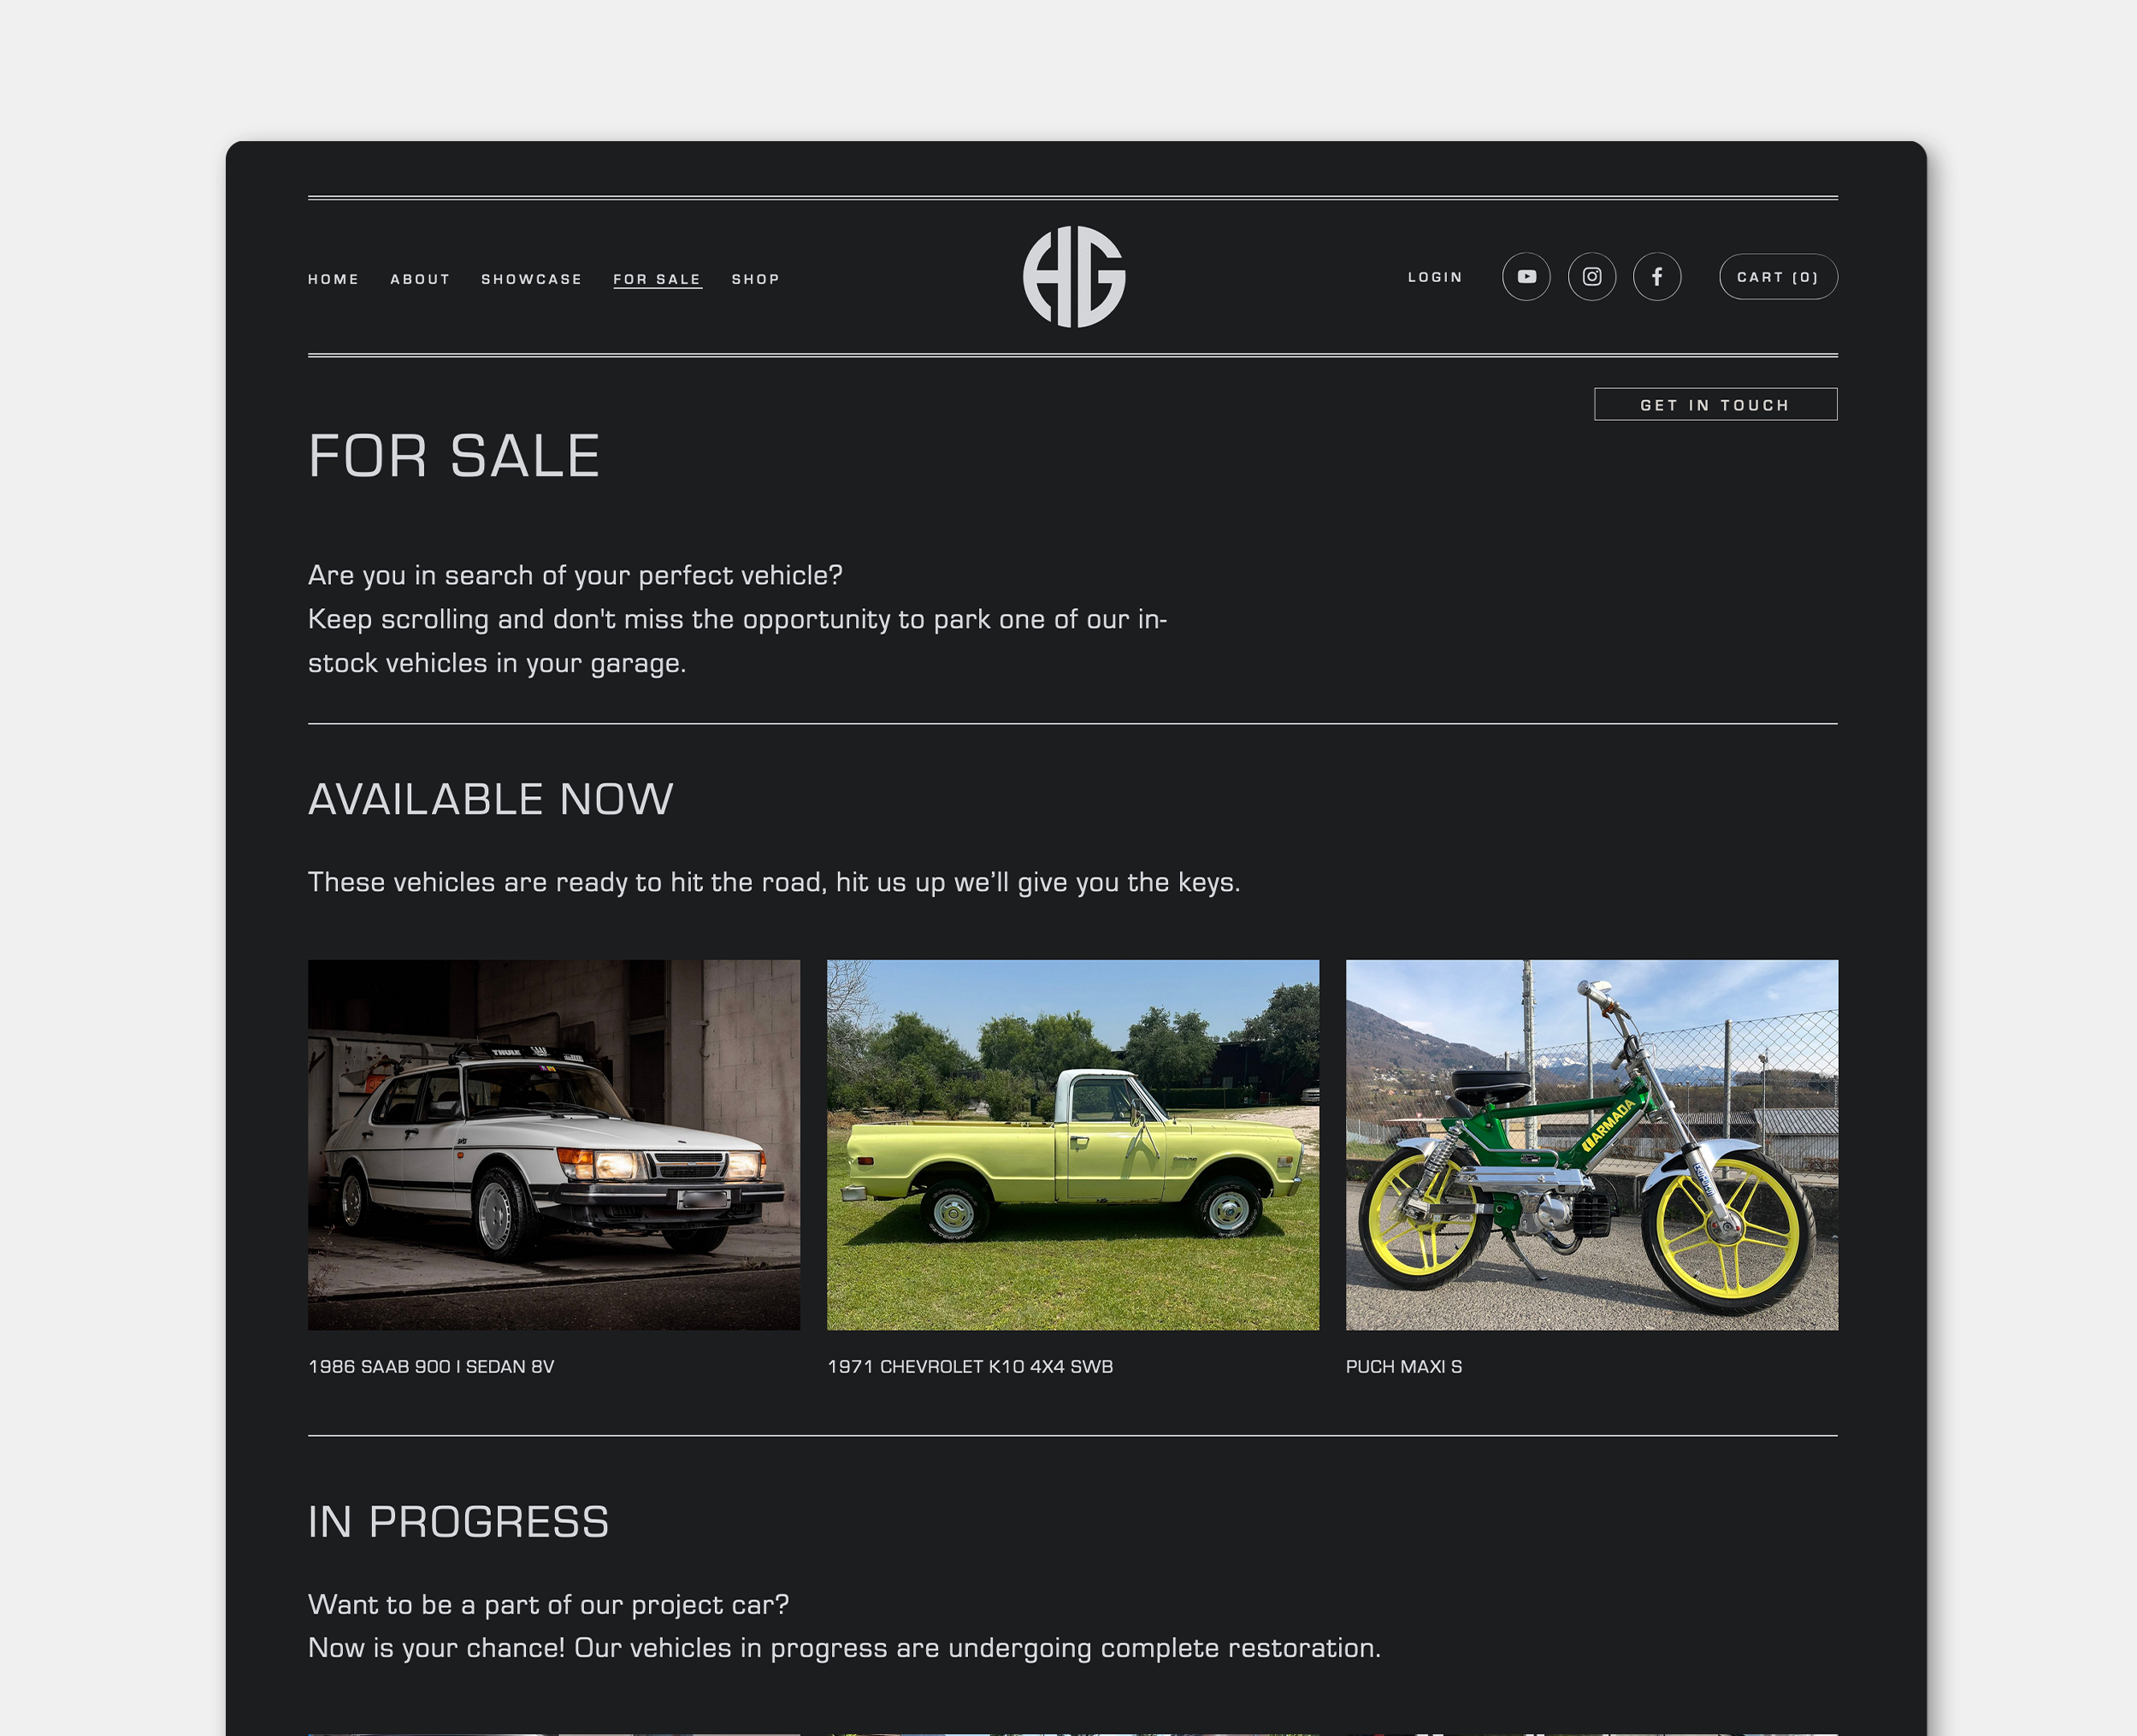 HOME ABOUT SHOWCASE FOR SALE SHOP
HG
LOGIN
CART (0)
GET IN TOUCH
FOR SALE
Are you in search of your perfect vehicle?
Keep scrolling and don't miss the opportunity to park one of our in-
stock vehicles in your garage.
AVAILABLE NOW
These vehicles are ready to hit the road, hit us up we’ll give you the keys.
THULE
ARMADA
1986 SAAB 900 I SEDAN 8V
1971 CHEVROLET K10 4X4 SWB
PUCH MAXI S
IN PROGRESS
Want to be a part of our project car?
Now is your chance! Our vehicles in progress are undergoing complete restoration.